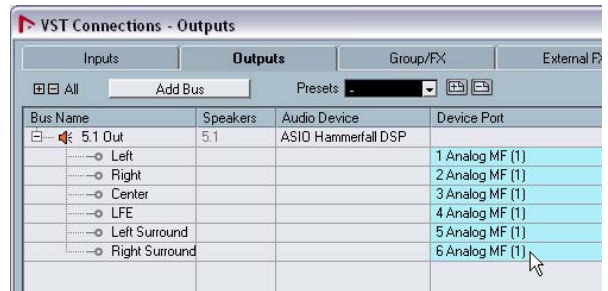 VST Connections - Outputs
Inputs Outputs Group/FX External FX
All Add Bus Presets -
Bus Name Speakers Audio Device Device Port
5.1 Out 5.1 ASIO Hammerfall DSP
Left 1 Analog MF (1)
Right 2 Analog MF (1)
Center 3 Analog MF (1)
LFE 4 Analog MF (1)
Left Surround 5 Analog MF (1)
Right Surround 6 Analog MF (1)